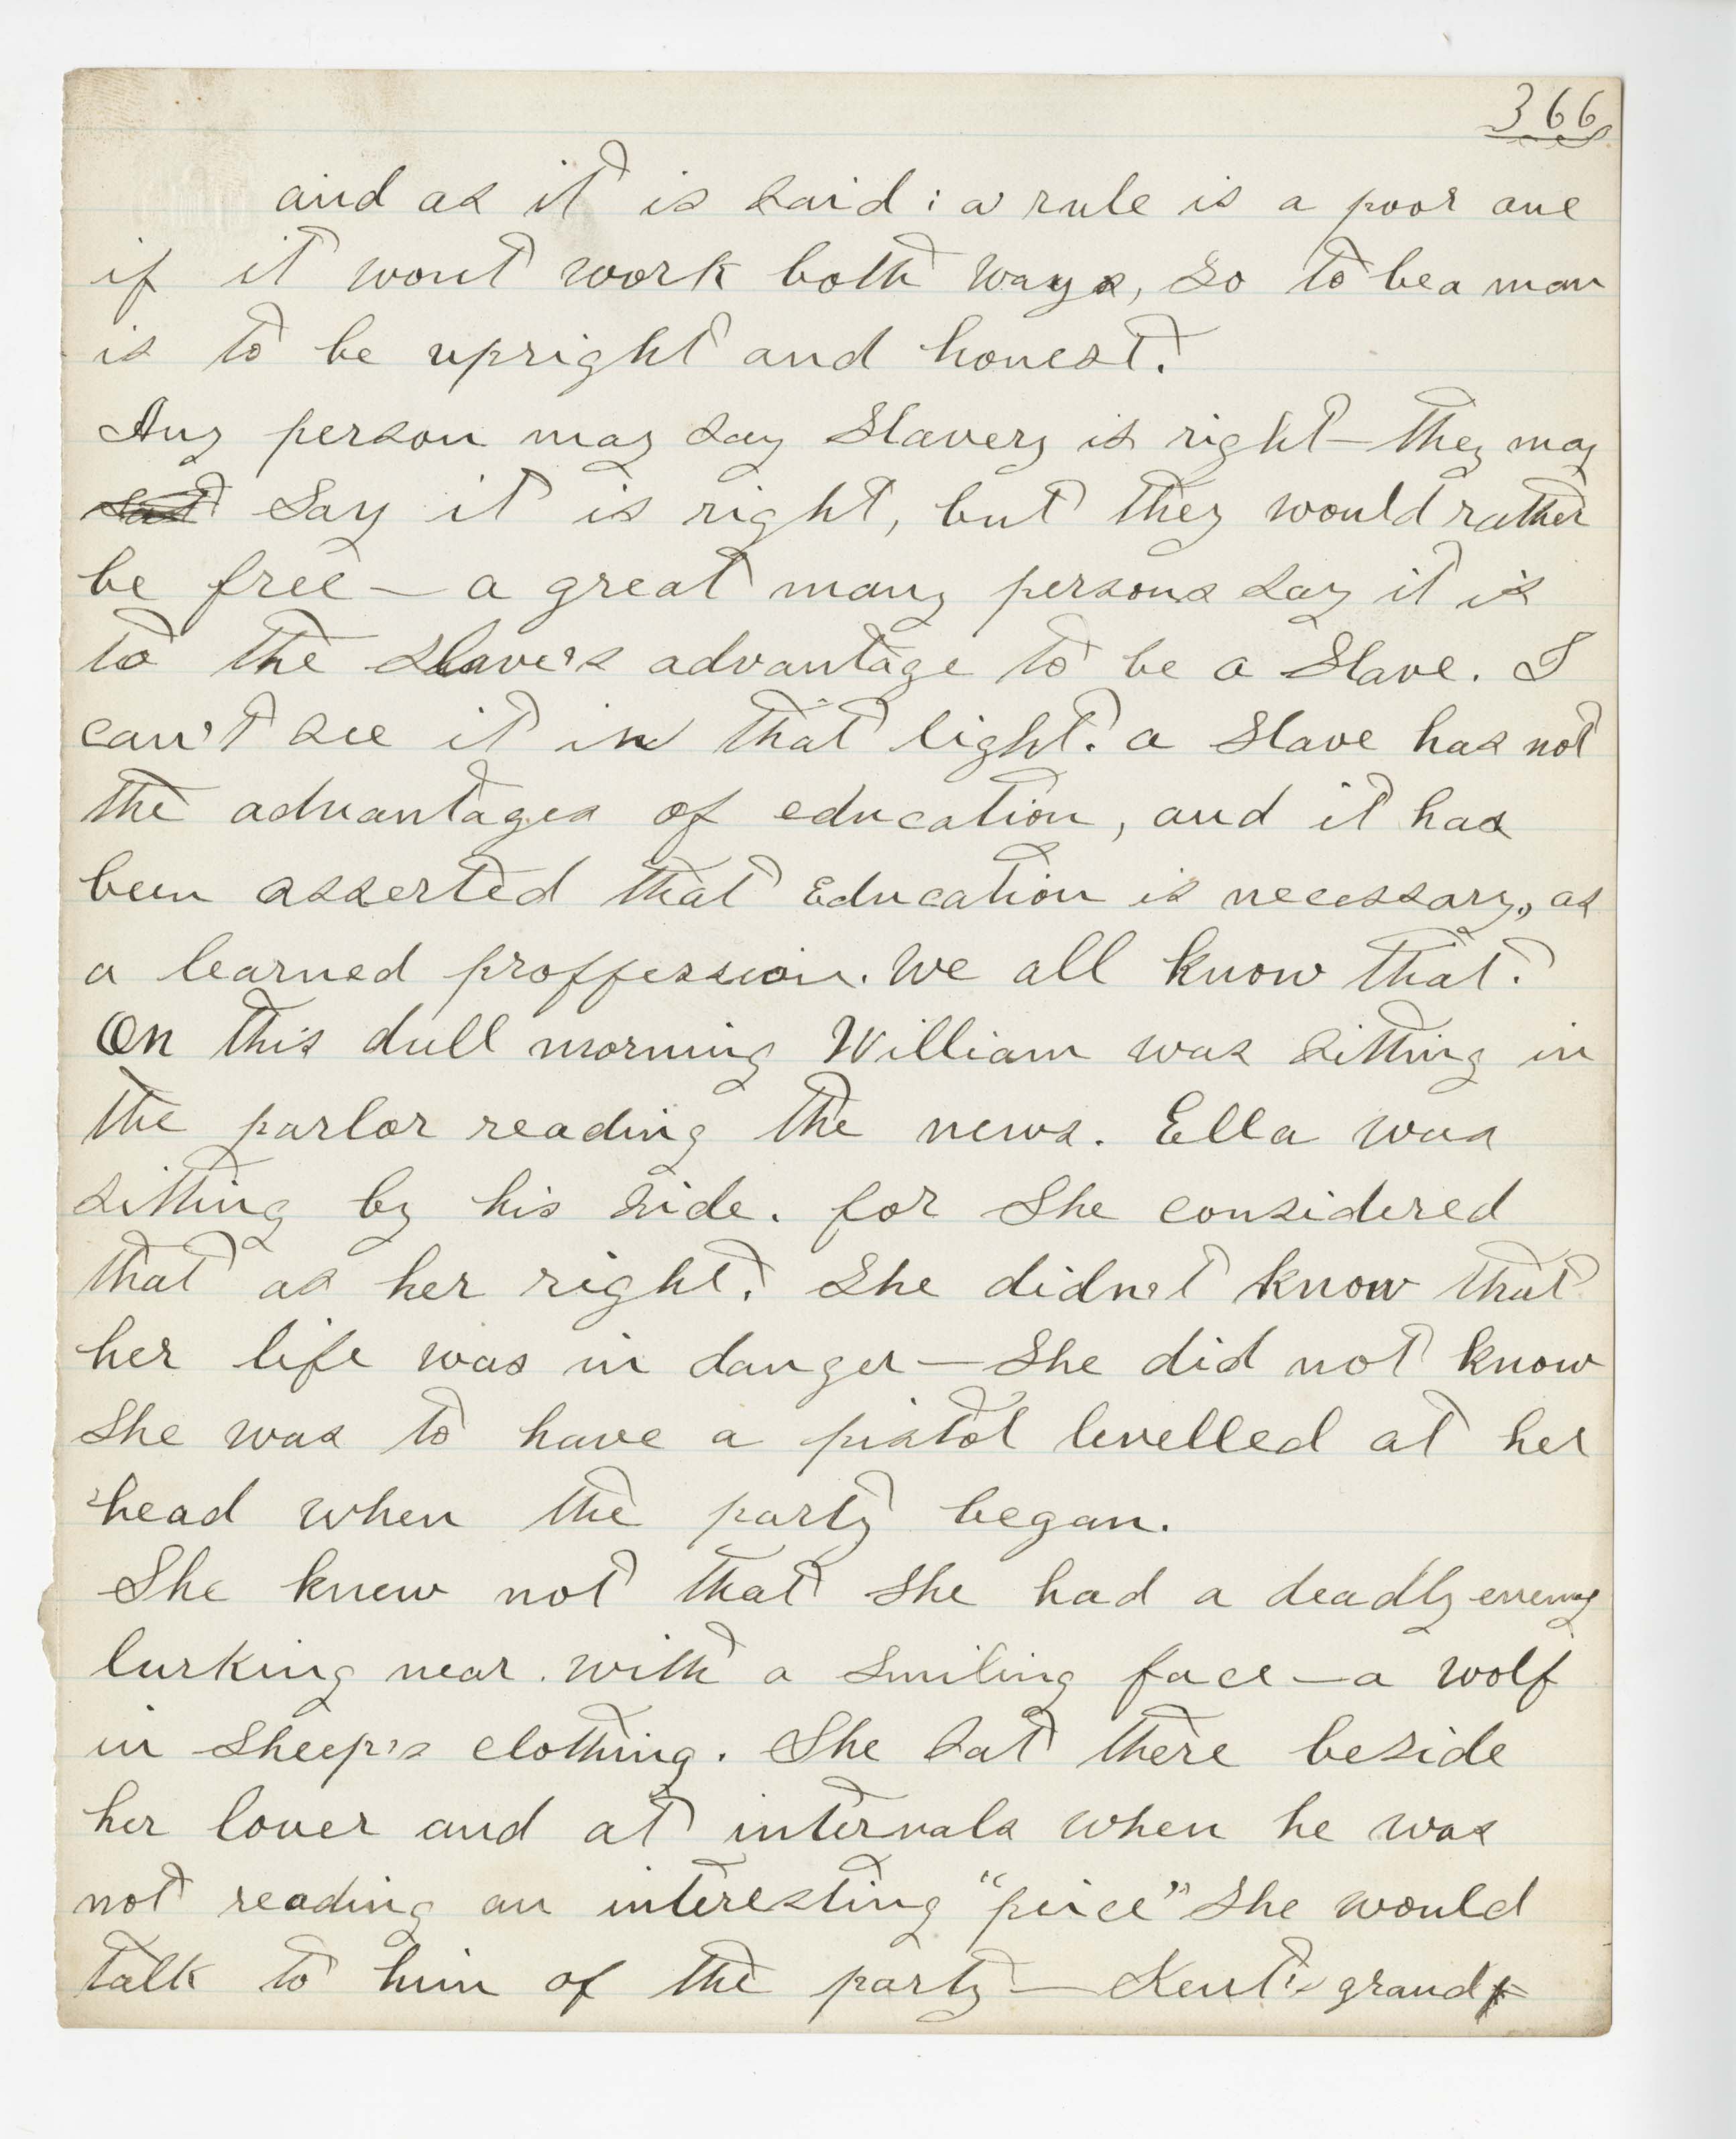 366
and as it is said: a rule is a poor one
if it wont work both ways, so to be a man
is to be upright and honest.
Any person may say Slavery is right — they may
Say it is right, but they would rather
be free — a great many persons say it is
to the slave's advantage to be a Slave. I
can't see it in that light. a Slave has not
the advantages of education, and it has
been asserted that Education is necessary, as
a learned proffession. We all know that.
On this dull morning William was sitting in
the parlor reading the news. Ella was
sitting by his side. for She considered
that as her right. She didn't know that
her life was in danger — She did not know
She was to have a pistol levelled at her
head when the party began.
She knew not that She had a deadly enemy
lurking near. with a smiling face — a wolf
in Sheep's clothing. She sat there beside
her lover and at intervals when he was
not reading an interesting "peice" She would
talk to him of the party — Kent's grand